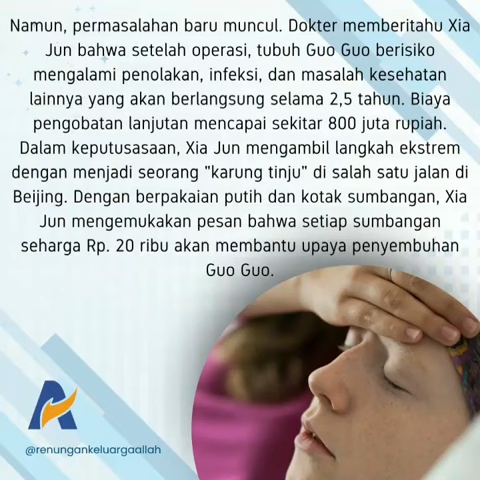 Namun, permasalahan baru muncul. Dokter memberitahu Xia
Jun bahwa setelah operasi, tubuh Guo Guo berisiko
mengalami penolakan, infeksi, dan masalah kesehatan
lainnya yang akan berlangsung selama 2,5 tahun. Biaya
pengobatan lanjutan mencapai sekitar 800 juta rupiah.
Dalam keputusasaan, Xia Jun mengambil langkah ekstrem
dengan menjadi seorang "karung tinju" di salah satu jalan di
Beijing. Dengan berpakaian putih dan kotak sumbangan, Xia
Jun mengemukakan pesan bahwa setiap sumbangan
seharga Rp. 20 ribu akan membantu upaya penyembuhan
Guo Guo.
@renungankeluargaallah